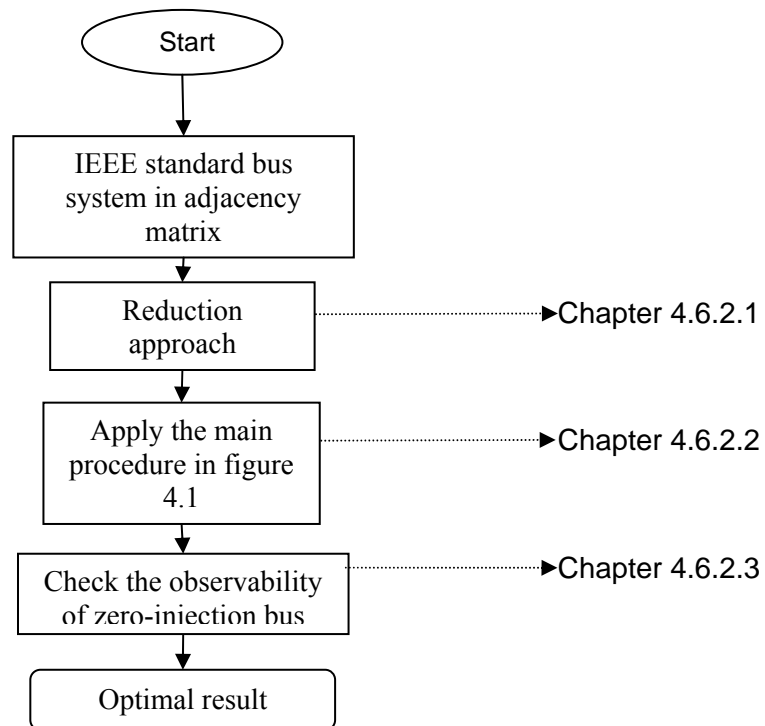 Start
IEEE standard bus
system in adjacency
matrix
Reduction
approach
Chapter 4.6.2.1
Apply the main
procedure in figure
4.1
Chapter 4.6.2.2
Check the observability
of zero-injection bus
Chapter 4.6.2.3
Optimal result